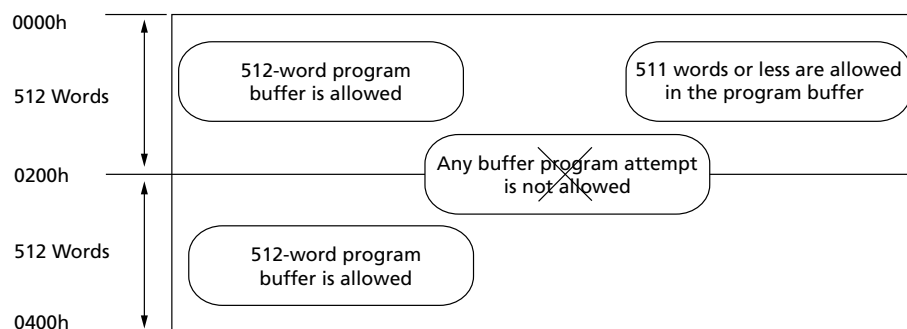 0000h
512 Words
512-word program
buffer is allowed
511 words or less are allowed
in the program buffer
0200h
Any buffer program attempt
is not allowed
512 Words
512-word program
buffer is allowed
0400h